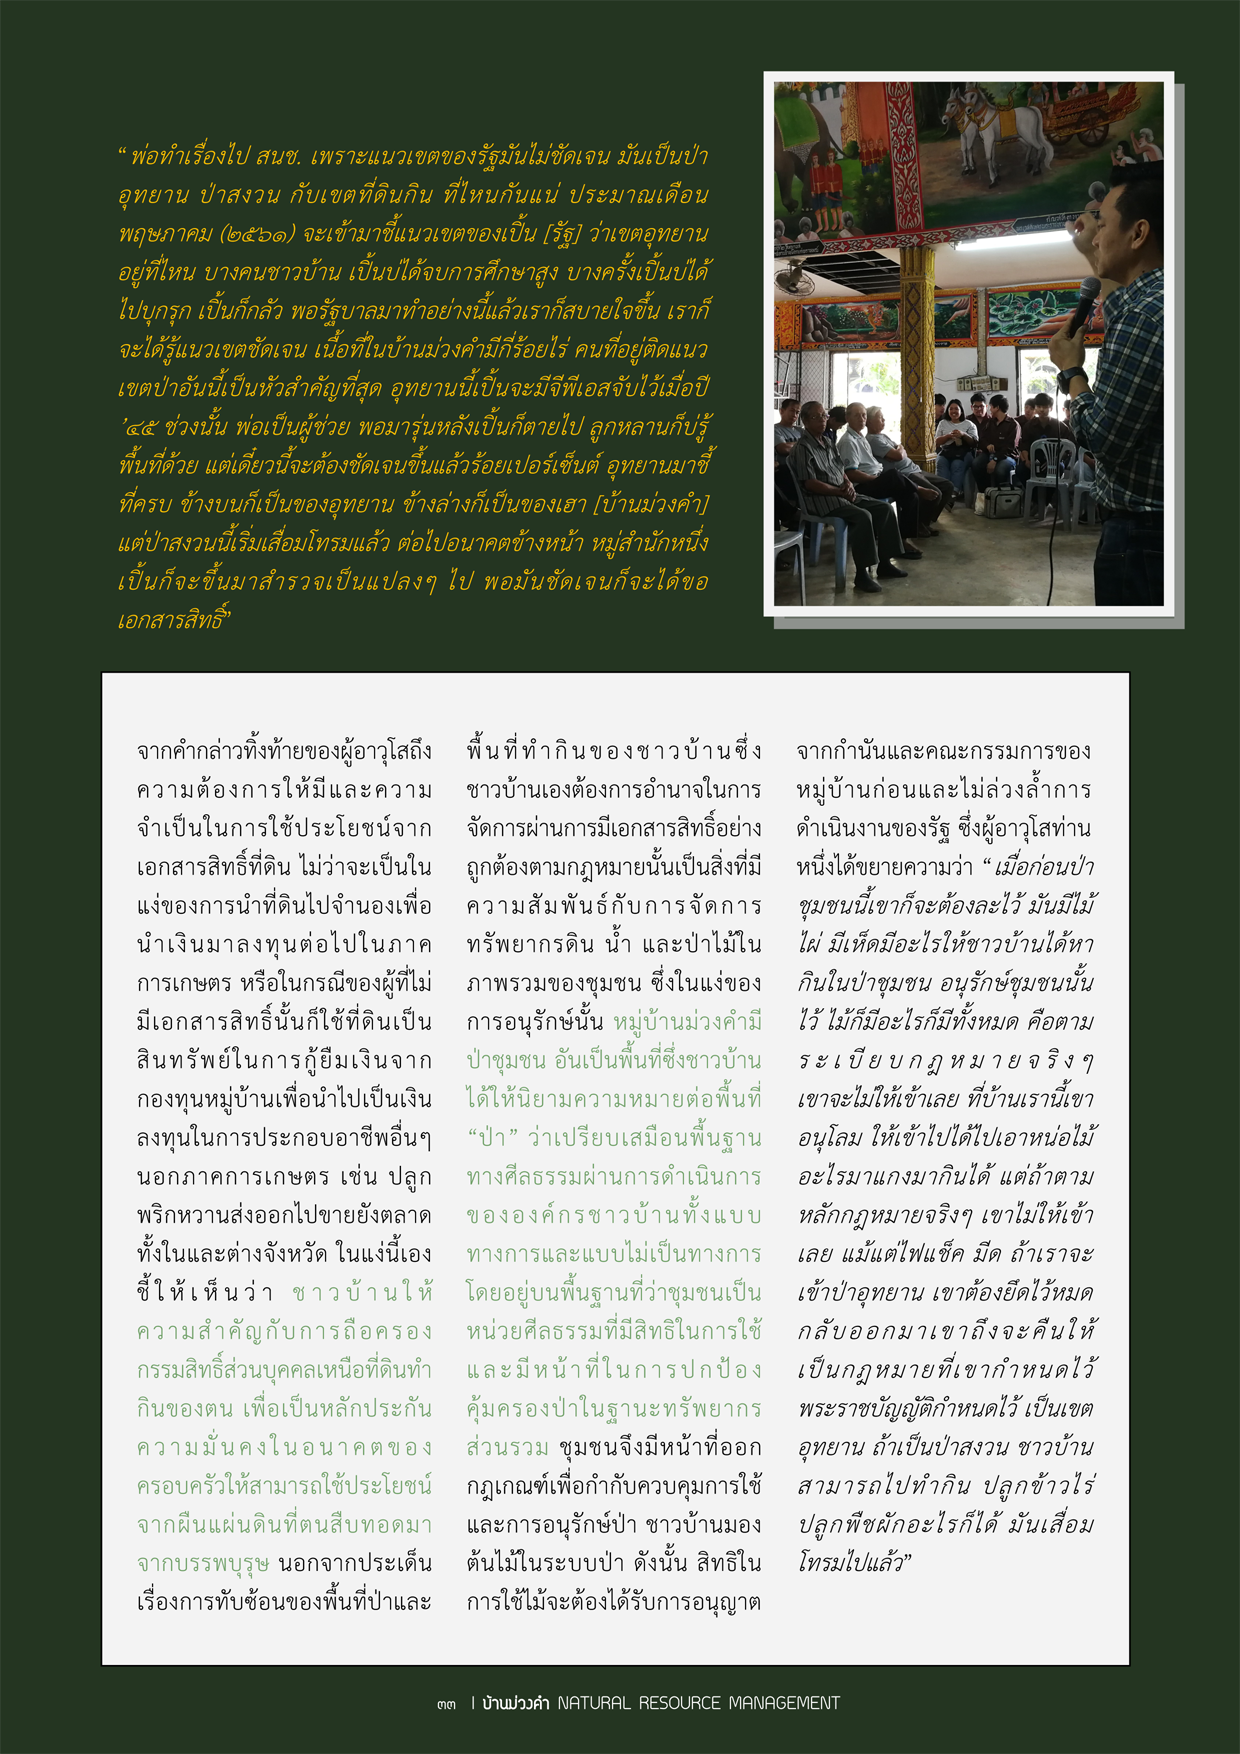 “พ่อทำเรื่องไป สนช. เพราะแนวเขตของรัฐมันไม่ชัดเจน มันเป็นป่า
อุทยาน ป่าสงวน กับเขตที่ดินกิน ที่ไหนกันแน่ ประมาณเดือน
พฤษภาคม (๒๕๖๑) จะเข้ามาชี้แนวเขตของเปิ้น [รัฐ] ว่าเขตอุทยาน
อยู่ที่ไหน บางคนชาวบ้าน เปิ้นบ่ได้จบการศึกษาสูง บางครั้งเปิ้นบ่ได้
ไปบุกรุก เปิ้นก็กลัว พอรัฐบาลมาทำอย่างนี้แล้วเราก็สบายใจขึ้น เราก็
จะได้รู้แนวเขตชัดเจน เนื้อที่ในบ้านม่วงคำมีกี่ร้อยไร่ คนที่อยู่ติดแนว
เขตป่าอันนี้เป็นหัวสำคัญที่สุด อุทยานนี้เปิ้นจะมีจีพีเอสจับไว้เมื่อปี
’๔๕ ช่วงนั้น พ่อเป็นผู้ช่วย พอมารุ่นหลังเปิ้นก็ตายไป ลูกหลานก็บ่รู้
พื้นที่ด้วย แต่เดี๋ยวนี้จะต้องชัดเจนขึ้นแล้วร้อยเปอร์เซ็นต์ อุทยานมาชี้
ที่ครบ ข้างบนก็เป็นของอุทยาน ข้างล่างก็เป็นของเฮา [บ้านม่วงคำ]
แต่ป่าสงวนนี้เริ่มเสื่อมโทรมแล้ว ต่อไปอนาคตข้างหน้า หมู่สำนักหนึ่ง
เปิ้นก็จะขึ้นมาสำรวจเป็นแปลงๆ ไป พอมันชัดเจนก็จะได้ขอ
เอกสารสิทธิ์”
จากคำกล่าวทิ้งท้ายของผู้อาวุโสถึง
ความต้องการให้มีและความ
จำเป็นในการใช้ประโยชน์จาก
เอกสารสิทธิ์ที่ดิน ไม่ว่าจะเป็นใน
แง่ของการนำที่ดินไปจำนองเพื่อ
นำเงินมาลงทุนต่อไปในภาค
การเกษตร หรือในกรณีของผู้ที่ไม่
มีเอกสารสิทธิ์นั้นก็ใช้ที่ดินเป็น
สินทรัพย์ในการกู้ยืมเงินจาก
กองทุนหมู่บ้านเพื่อนำไปเป็นเงิน
ลงทุนในการประกอบอาชีพอื่นๆ
นอกภาคการเกษตร เช่น ปลูก
พริกหวานส่งออกไปขายยังตลาด
ทั้งในและต่างจังหวัด ในแง่นี้เอง
ชี้ให้เห็นว่า ชาวบ้านให้
ความสำคัญกับการถือครอง
กรรมสิทธิ์ส่วนบุคคลเหนือที่ดินทำ
กินของตน เพื่อเป็นหลักประกัน
ความมั่นคงในอนาคตของ
ครอบครัวให้สามารถใช้ประโยชน์
จากผืนแผ่นดินที่ตนสืบทอดมา
จากบรรพบุรุษ นอกจากประเด็น
เรื่องการทับซ้อนของพื้นที่ป่าและ
พื้นที่ทำกินของชาวบ้านซึ่ง
ชาวบ้านเองต้องการอำนาจในการ
จัดการผ่านการมีเอกสารสิทธิ์อย่าง
ถูกต้องตามกฎหมายนั้นเป็นสิ่งที่มี
ความสัมพันธ์กับการจัดการ
ทรัพยากรดิน น้ำ และป่าไม้ใน
ภาพรวมของชุมชน ซึ่งในแง่ของ
การอนุรักษ์นั้น หมู่บ้านม่วงคำมี
ป่าชุมชน อันเป็นพื้นที่ซึ่งชาวบ้าน
ได้ให้นิยามความหมายต่อพื้นที่
“ป่า” ว่าเปรียบเสมือนพื้นฐาน
ทางศีลธรรมผ่านการดำเนินการ
ขององค์กรชาวบ้านทั้งแบบ
ทางการและแบบไม่เป็นทางการ
โดยอยู่บนพื้นฐานที่ว่าชุมชนเป็น
หน่วยศีลธรรมที่มีสิทธิในการใช้
และมีหน้าที่ในการปกป้อง
คุ้มครองป่าในฐานะทรัพยากร
ส่วนรวม ชุมชนจึงมีหน้าที่ออก
กฎเกณฑ์เพื่อกำกับควบคุมการใช้
และการอนุรักษ์ป่า ชาวบ้านมอง
ต้นไม้ในระบบป่า ดังนั้น สิทธิใน
การใช้ไม้จะต้องได้รับการอนุญาต
จากกำนันและคณะกรรมการของ
หมู่บ้านก่อนและไม่ล่วงล้ำการ
ดำเนินงานของรัฐ ซึ่งผู้อาวุโสท่าน
หนึ่งได้ขยายความว่า “เมื่อก่อนป่า
ชุมชนนี้เขาก็จะต้องละไว้ มันมีไม้
ไผ่ มีเห็ดมีอะไรให้ชาวบ้านได้หา
กินในป่าชุมชน อนุรักษ์ชุมชนนั้น
ไว้ ไม้ก็มีอะไรก็มีทั้งหมด คือตาม
ระเบียบกฎหมายจริงๆ
เขาจะไม่ให้เข้าเลย ที่บ้านเรานี้เขา
อนุโลม ให้เข้าไปได้ไปเอาหน่อไม้
อะไรมาแกงมากินได้ แต่ถ้าตาม
หลักกฎหมายจริงๆ เขาไม่ให้เข้า
เลย แม้แต่ไฟแช็ค มีด ถ้าเราจะ
เข้าป่าอุทยาน เขาต้องยึดไว้หมด
กลับออกมาเขาถึงจะคืนให้
เป็นกฎหมายที่เขากำหนดไว้
พระราชบัญญัติกำหนดไว้ เป็นเขต
อุทยาน ถ้าเป็นป่าสงวน ชาวบ้าน
สามารถไปทำกิน ปลูกข้าวไร่
ปลูกพืชผักอะไรก็ได้ มันเสื่อม
โทรมไปแล้ว”
๓๓ | บ้านม่วงคำ NATURAL RESOURCE MANAGEMENT